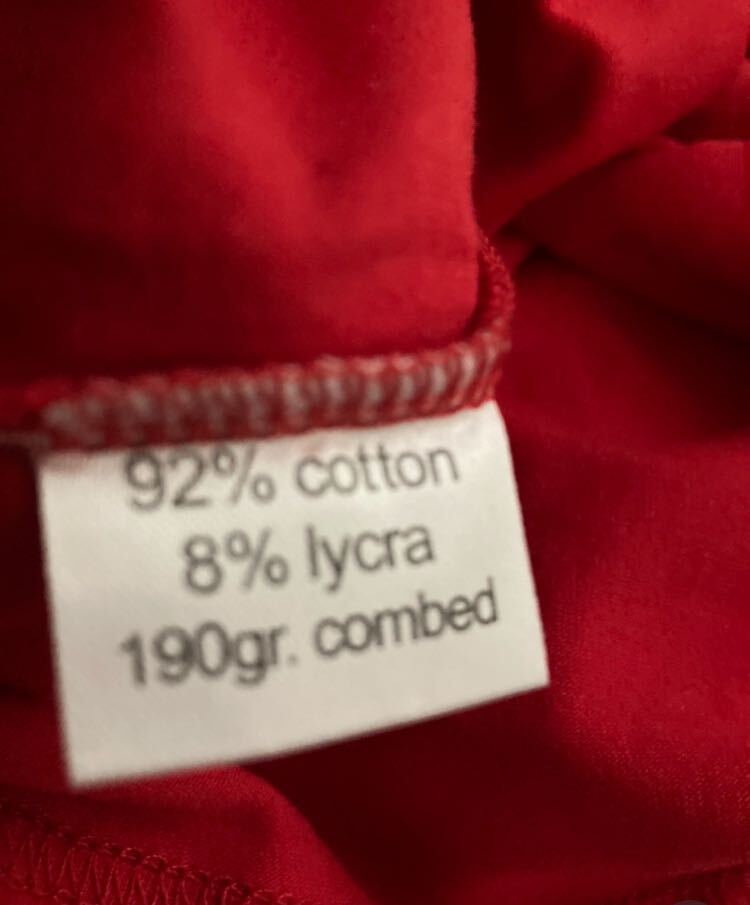 92% cotton
8% lycra
190gr. combed